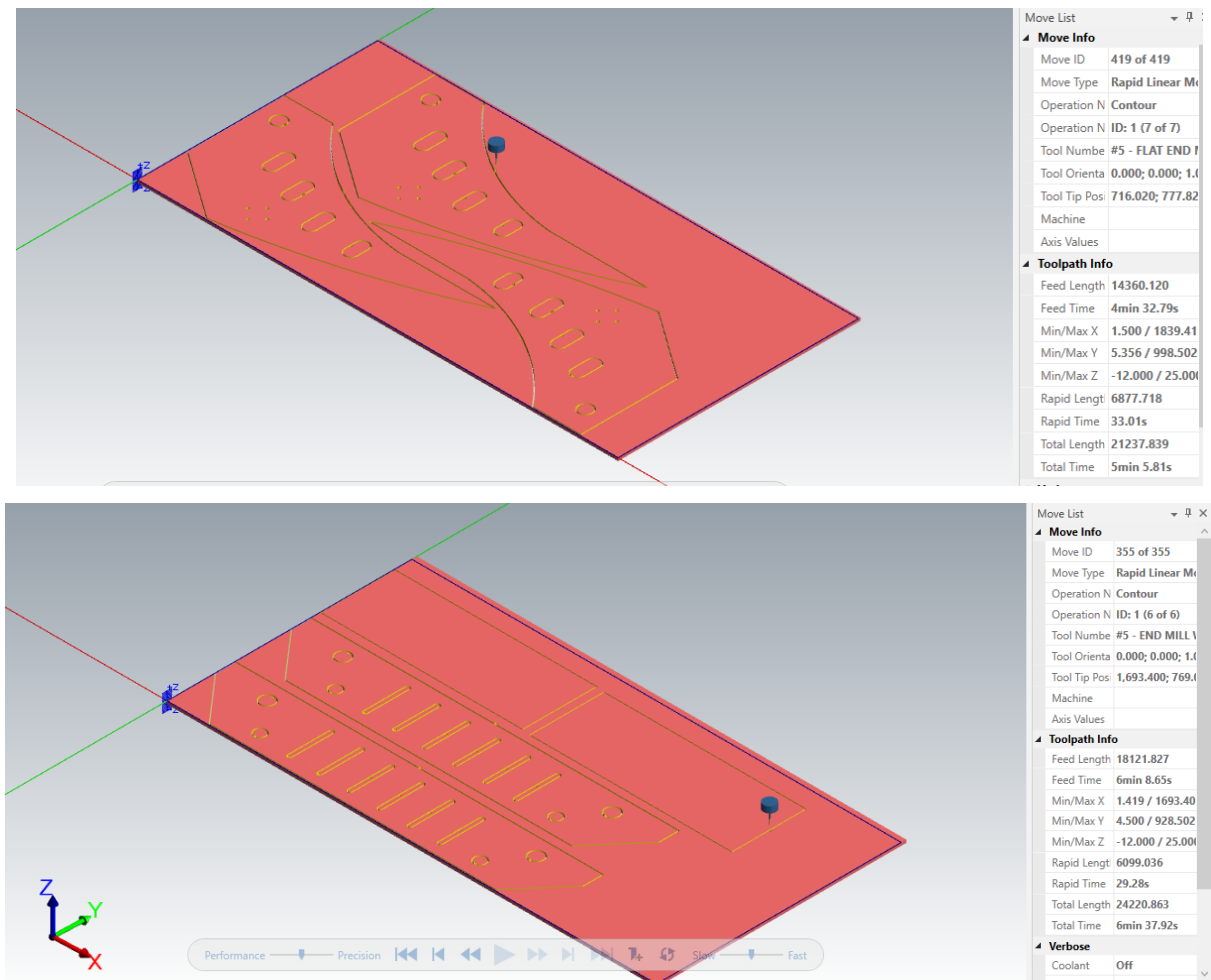 Move List
Move Info
Move ID 419 of 419
Move Type Rapid Linear Mo
Operation N Contour
Operation N ID: 1 (7 of 7)
Tool Numbe #5 - FLAT END M
Tool Orienta 0.000; 0.000; 1.0
Tool Tip Posi 716.020; 777.82
Machine
Axis Values
Toolpath Info
Feed Length 14360.120
Feed Time 4min 32.79s
Min/Max X 1.500 / 1839.41
Min/Max Y 5.356 / 998.502
Min/Max Z -12.000 / 25.000
Rapid Lengtl 6877.718
Rapid Time 33.01s
Total Length 21237.839
Total Time 5min 5.81s
Z
Z
Move List
Move Info
Move ID 355 of 355
Move Type Rapid Linear Mo
Operation N Contour
Operation N ID: 1 (6 of 6)
Tool Numbe #5 - END MILL
Tool Orienta 0.000; 0.000; 1.0
Tool Tip Posi 1,693.400; 769.0
Machine
Axis Values
Toolpath Info
Feed Length 18121.827
Feed Time 6min 8.65s
Min/Max X 1.419 / 1693.40
Min/Max Y 4.500 / 928.502
Min/Max Z -12.000 / 25.000
Rapid Lengtl 6099.036
Rapid Time 29.28s
Total Length 24220.863
Total Time 6min 37.92s
Verbose
Coolant Off
Z
Z
Z
Y
X
Performance Precision Slow Fast